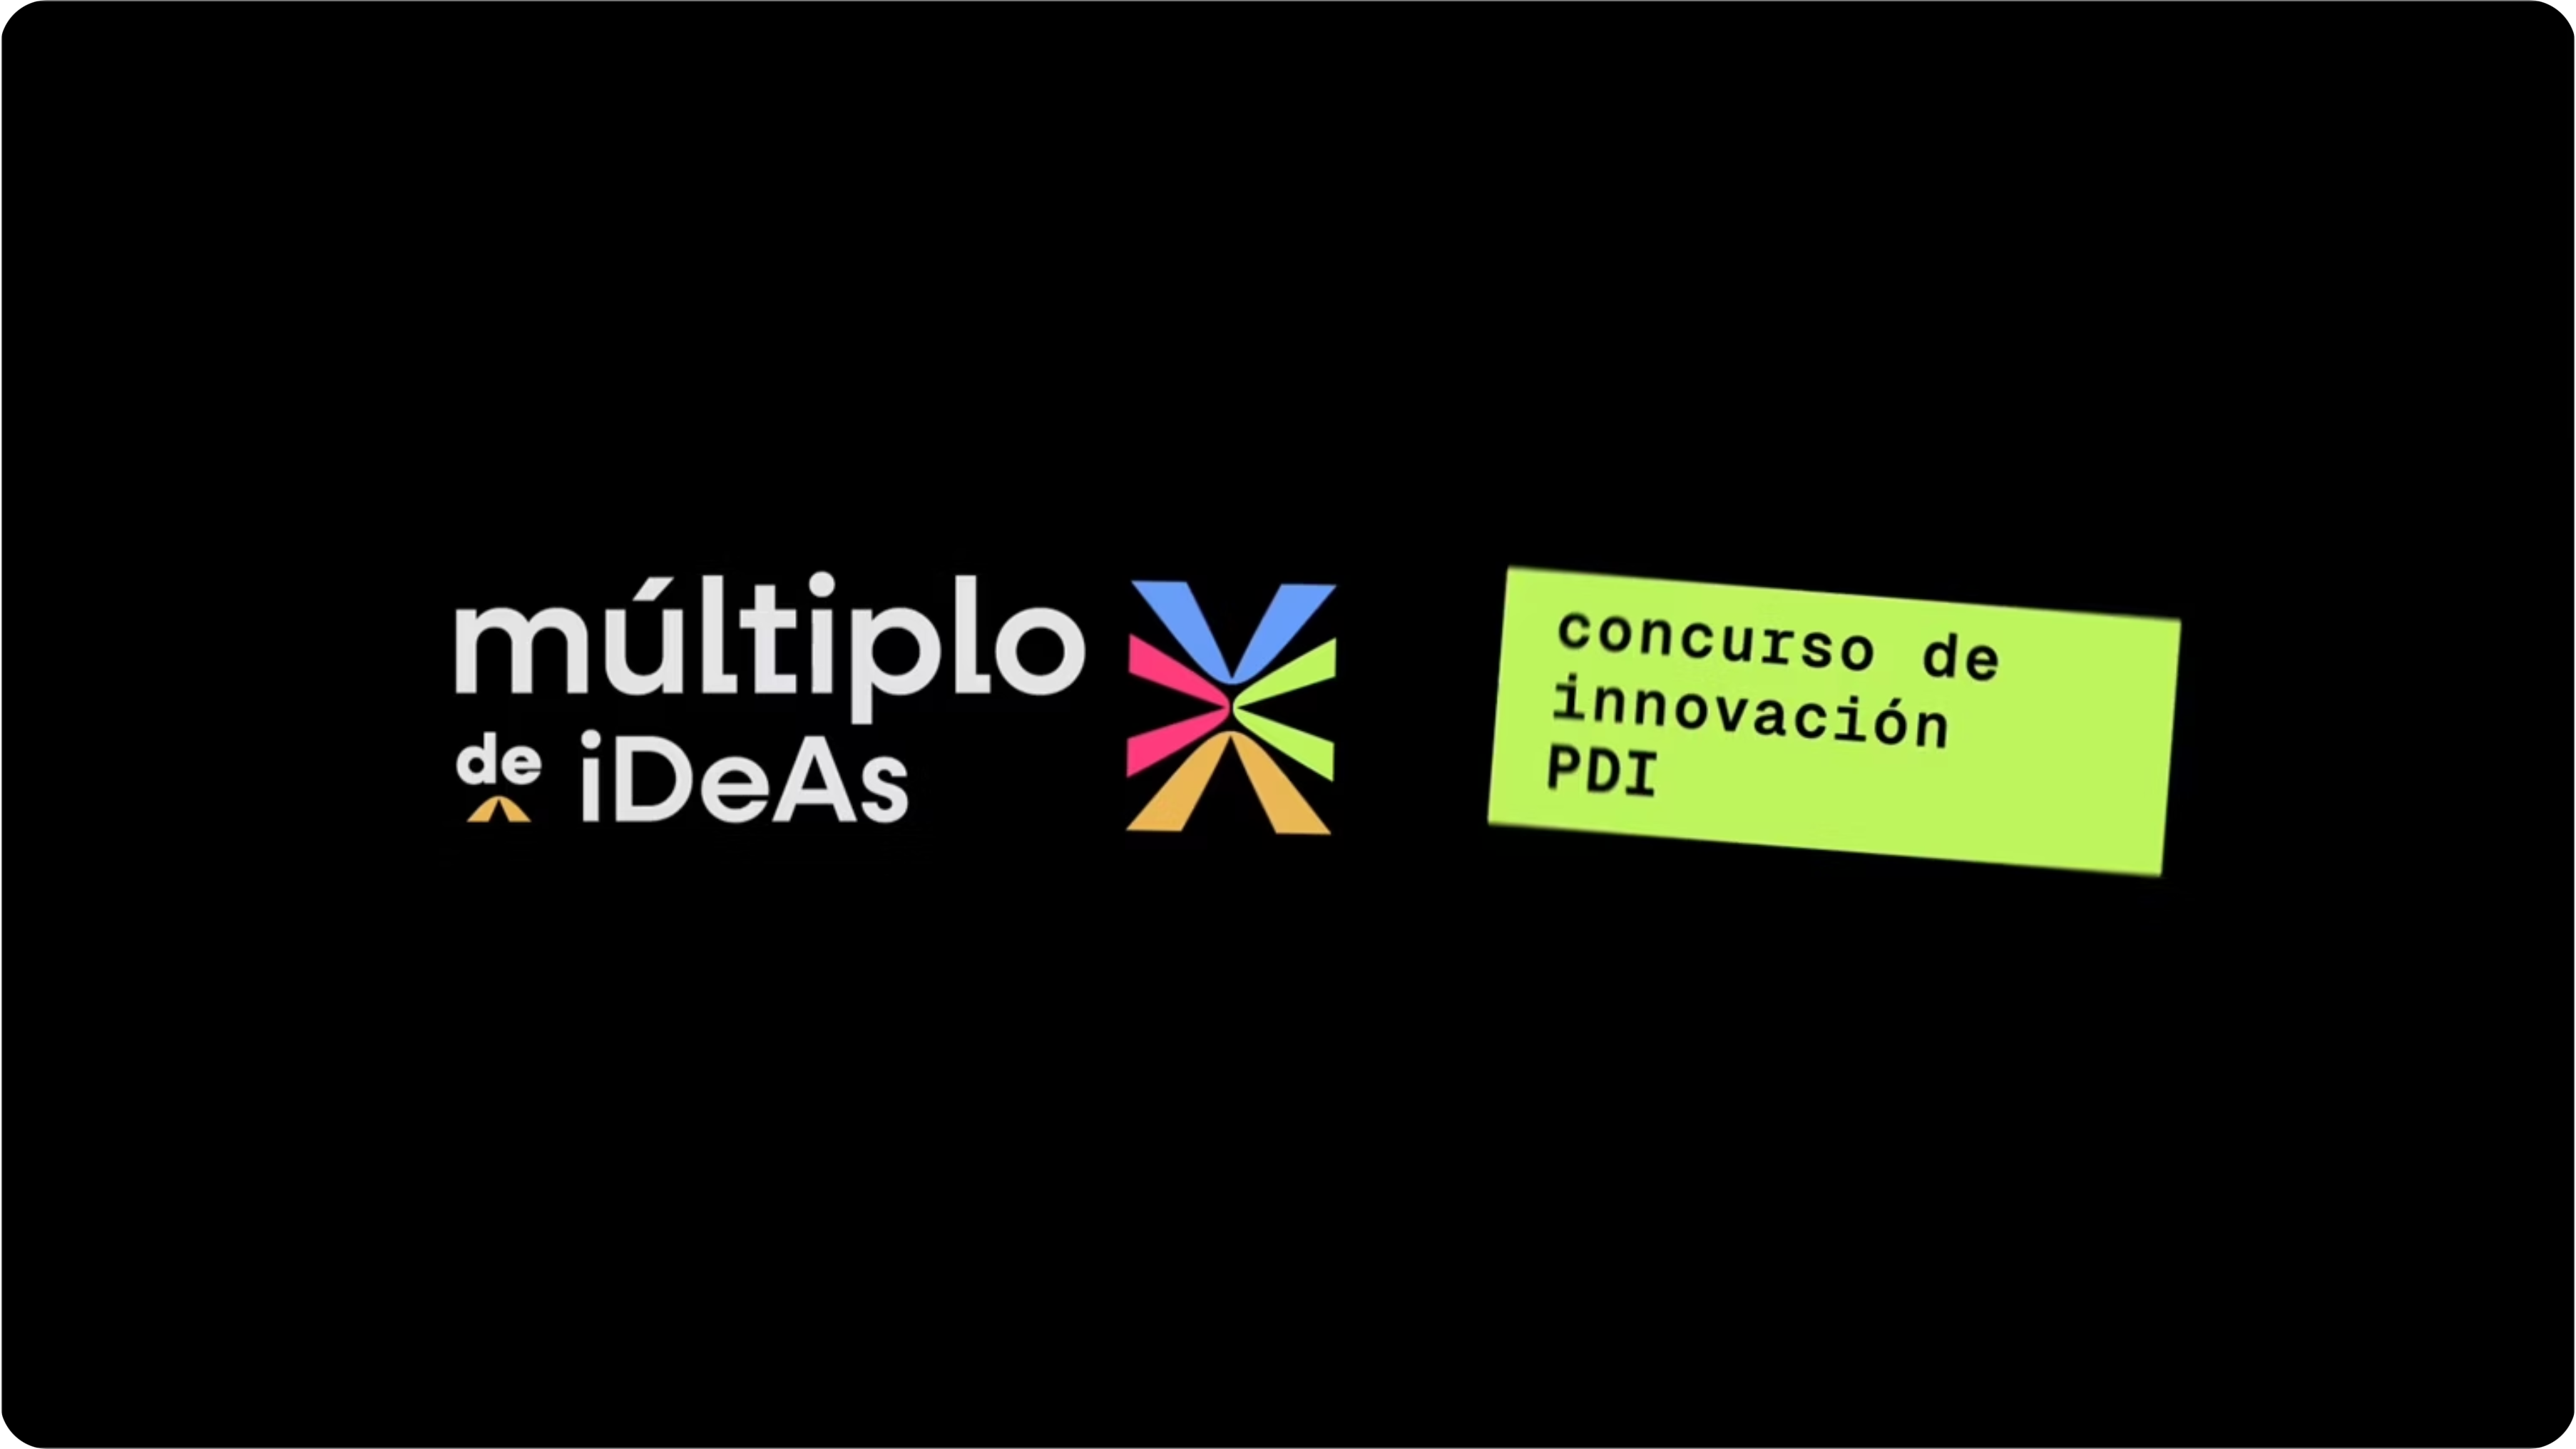 múltiplo
de iDeAs
concurso de
innovación
PDI